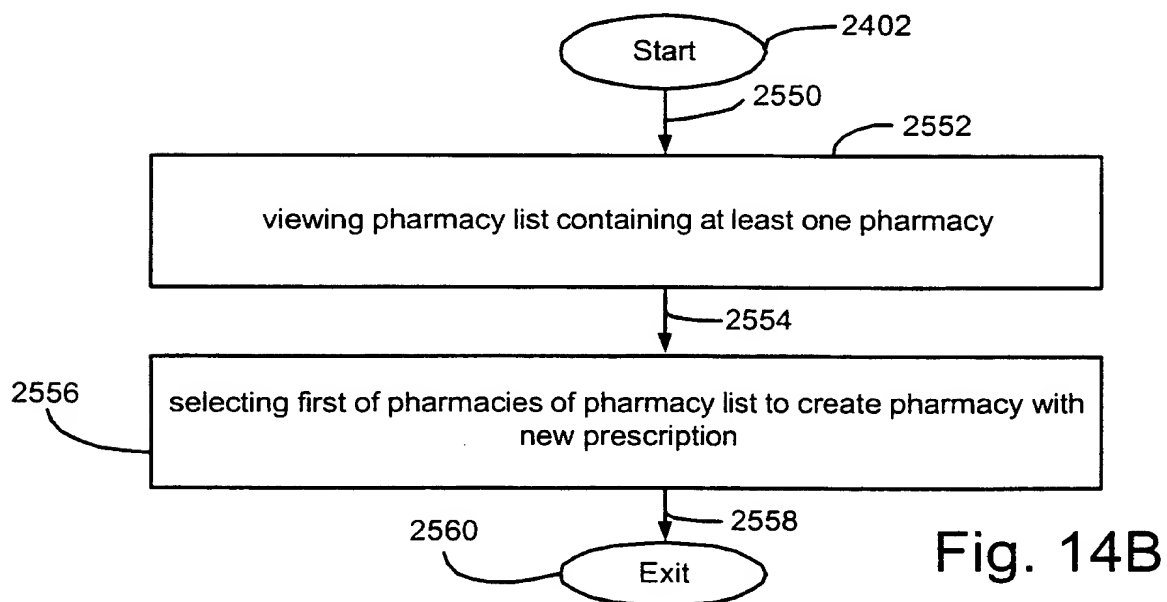 Start
2402
2550
2552
viewing pharmacy list containing at least one pharmacy
2554
2556
selecting first of pharmacies of pharmacy list to create pharmacy with
new prescription
2558
2560
Exit
Fig. 14B